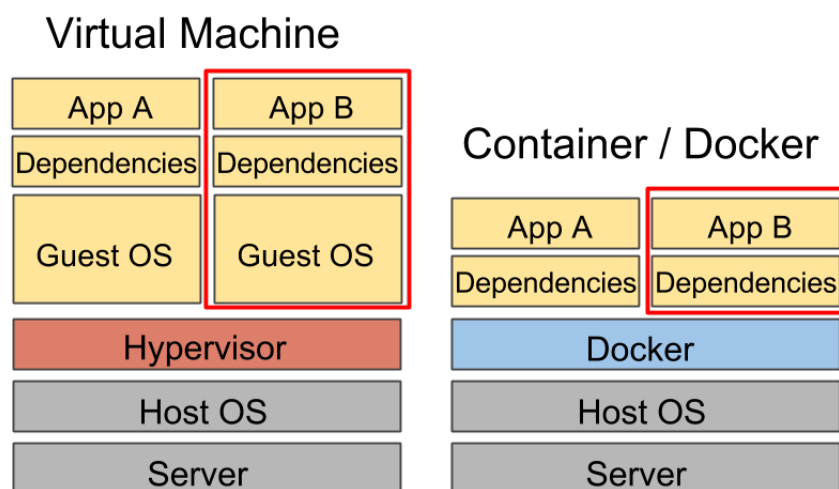 Virtual Machine
App A
App B
Dependencies
Dependencies
Guest OS
Guest OS
Hypervisor
Host OS
Server
Container / Docker
App A
App B
Dependencies
Dependencies
Docker
Host OS
Server